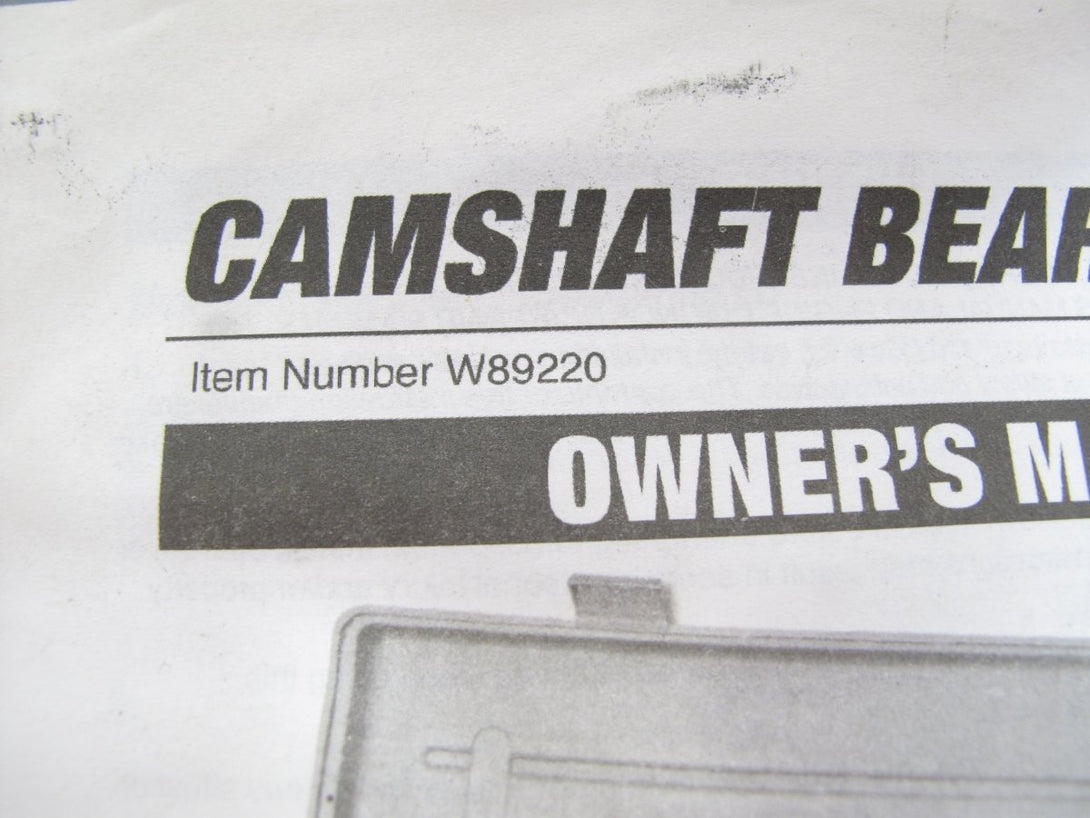 CAMSHAFT BEAR
Item Number W89220
OWNER'S M